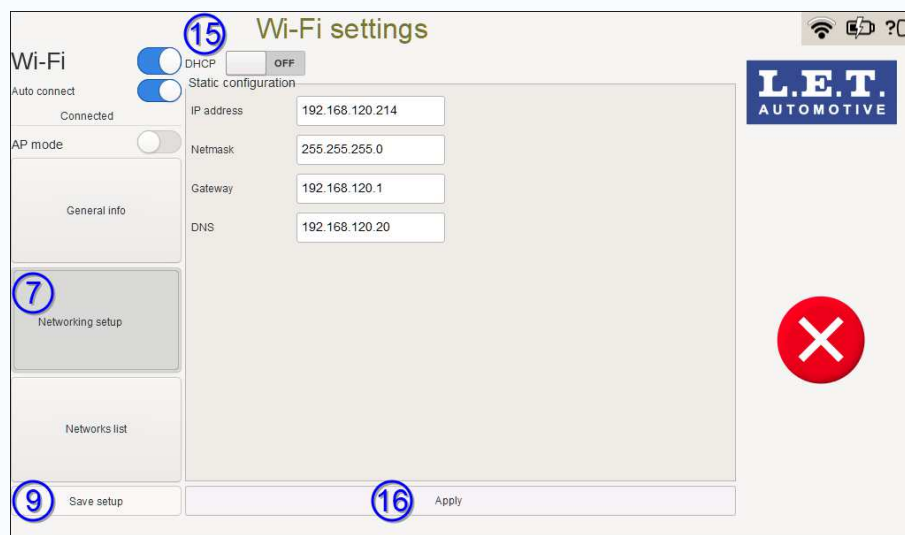 Wi-Fi settings
15
?
Wi-Fi
DHCP
OFF
Auto connect
Static configuration
L.E.T.
AUTOMOTIVE
Connected
IP address
192.168.120.214
AP mode
Netmask
255.255.255.0
Gateway
192.168.120.1
General info
DNS
192.168.120.20
7
Networking setup
Networks list
9
Save setup
16
Apply